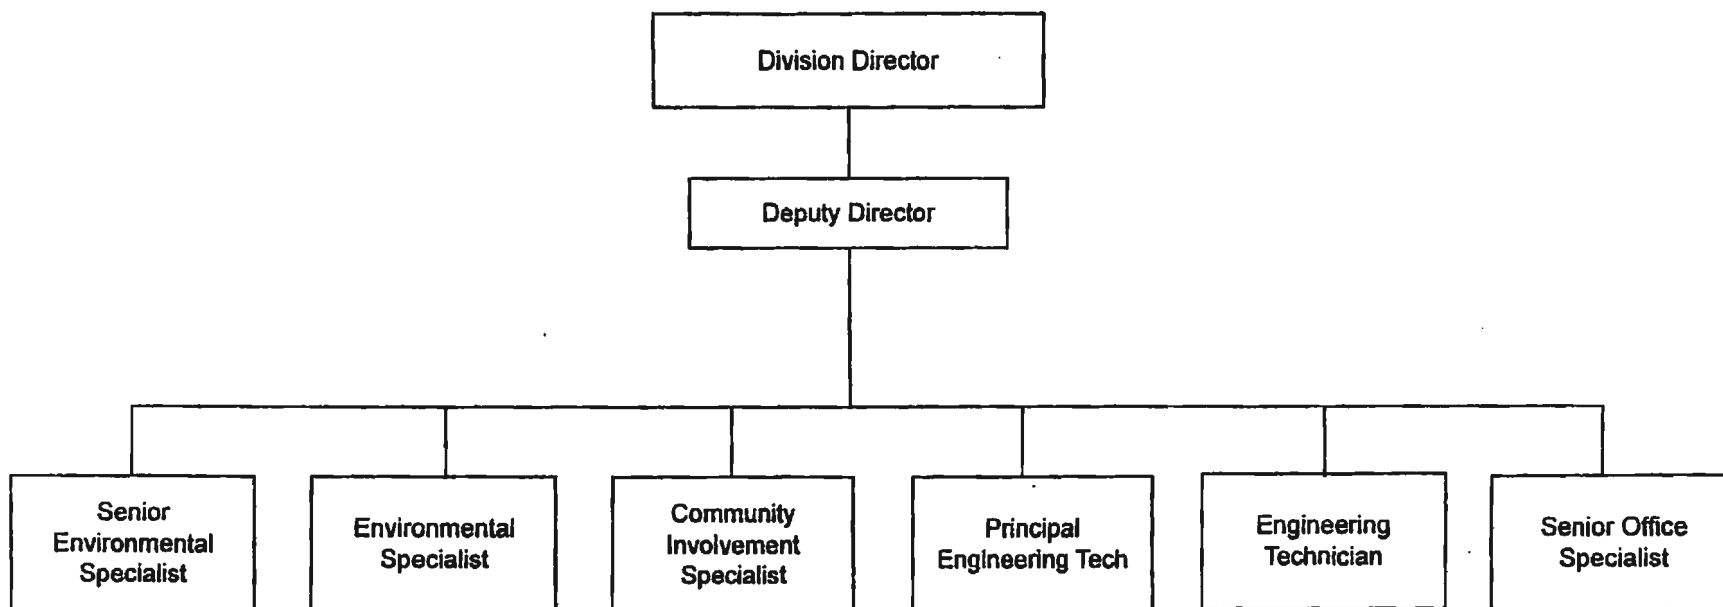 Division Director
Deputy Director
Senior
Environmental
Specialist
Environmental
Specialist
Community
Involvement
Specialist
Principal
Engineering Tech
Engineering
Technician
Senior Office
Specialist